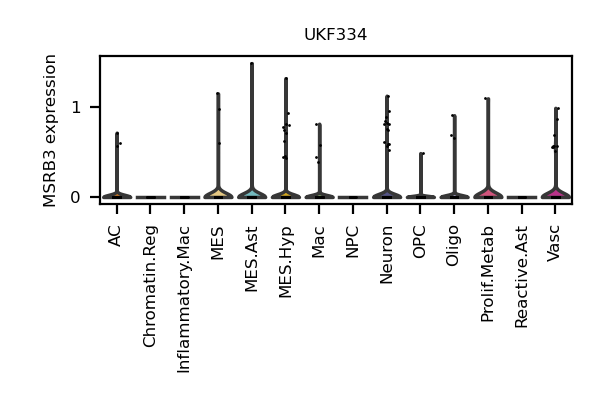 UKF334
MSRB3 expression
1
0
AC
Chromatin.Reg
Inflammatory.Mac
MES
MES.Ast
MES.Hyp
Mac
NPC
Neuron
OPC
Oligo
Prolif.Metab
Reactive.Ast
Vasc